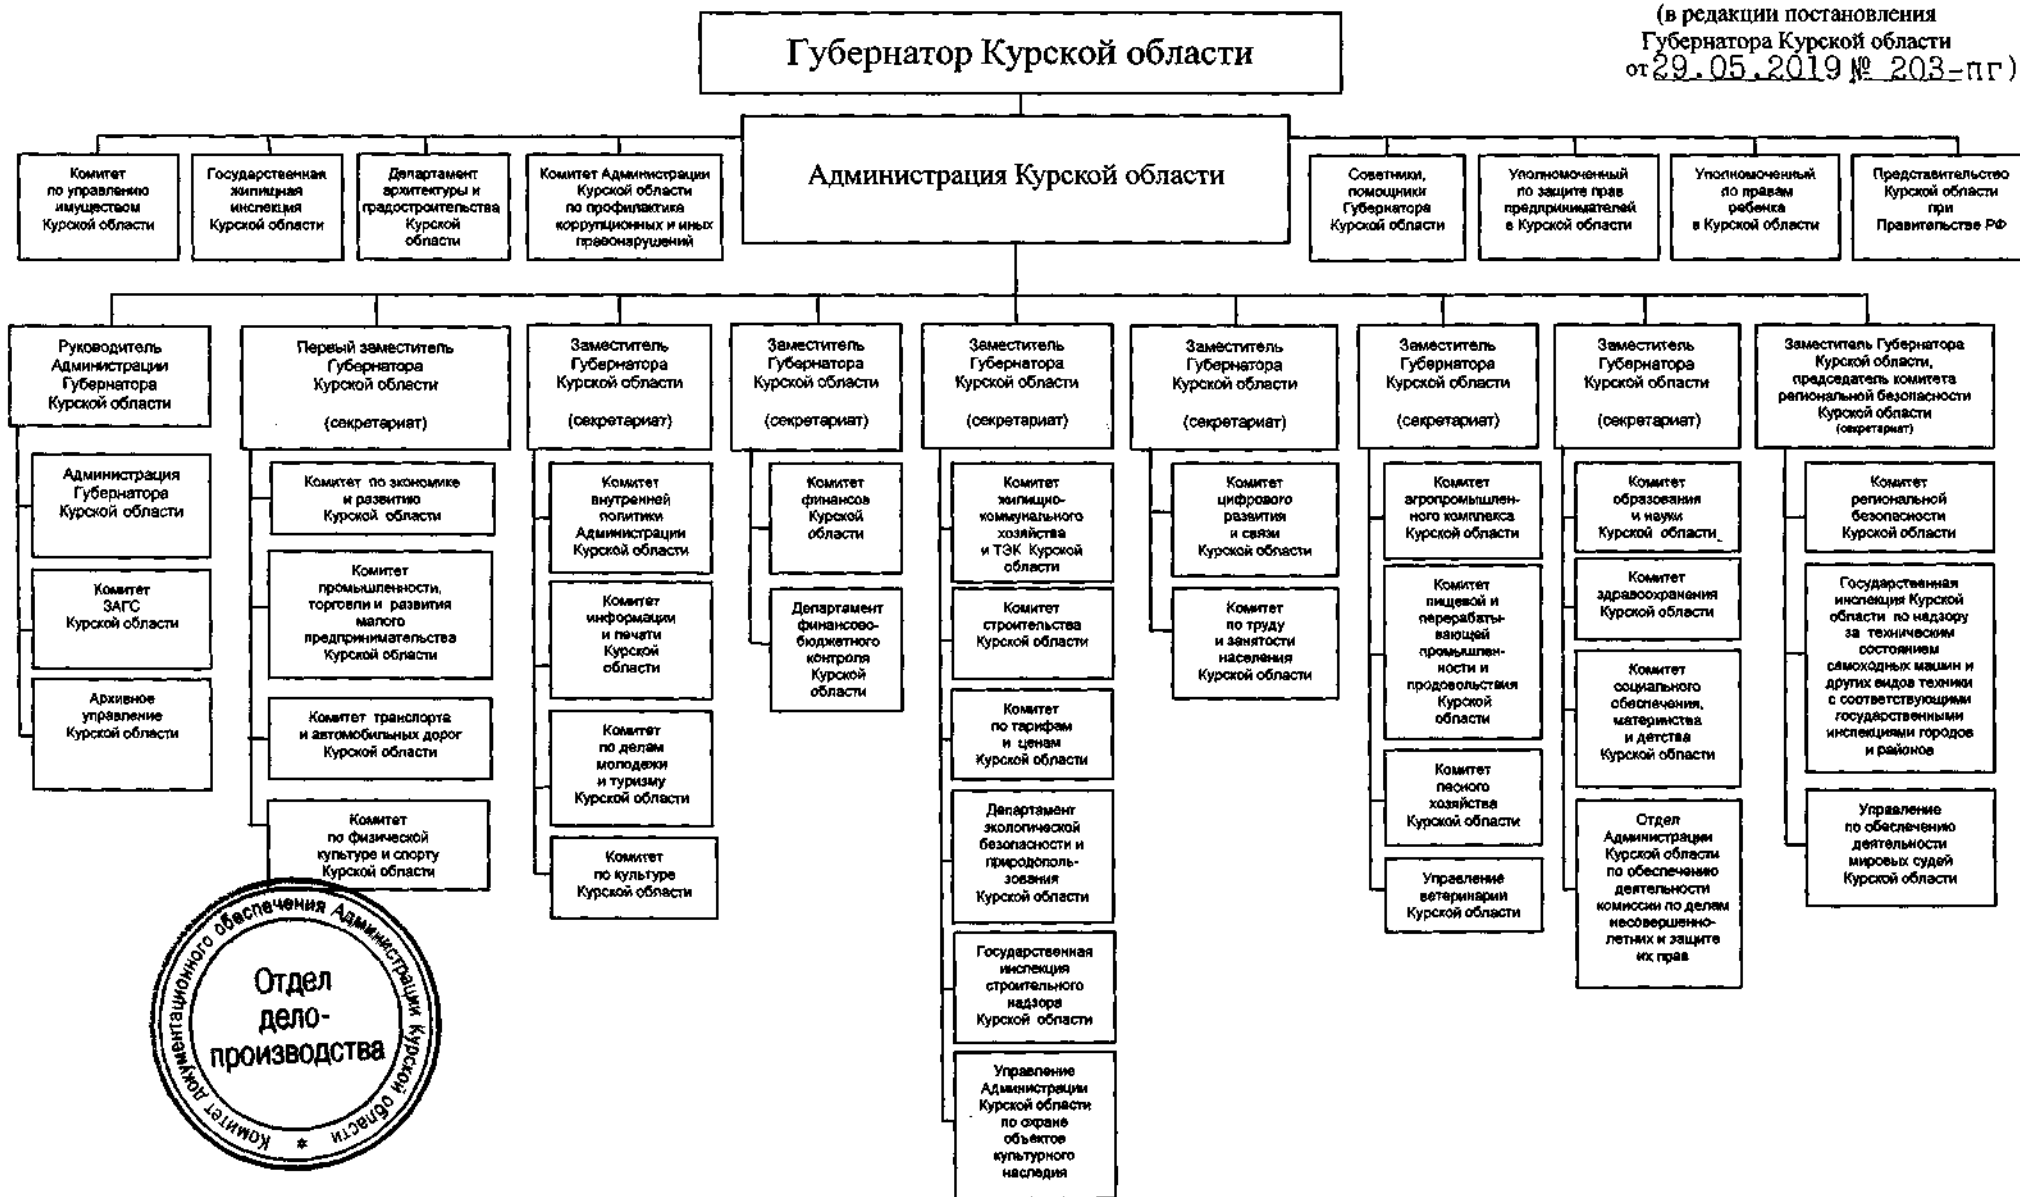 (в редакции постановления
Губернатора Курской области
от 29.05.2019 № 203-пг)
Губернатор Курской области
Администрация Курской области
Комитет
по управлению
имуществом
Курской области
Государственная
жилищная
инспекция
Курской области
Департамент
архитектуры и
градостроительства
Курской
области
Комитет Администрации
Курской области
по профилактике
коррупционных и иных
правонарушений
Советники,
помощники
Губернатора
Курской области
Уполномоченный
по защите прав
предпринимателей
в Курской области
Уполномоченный
по правам
ребенка
в Курской области
Представительство
Курской области
при
Правительстве РФ
Руководитель
Администрации
Губернатора
Курской области
Администрация
Губернатора
Курской области
Комитет
ЗАГС
Курской области
Архивное
управление
Курской области
Первый заместитель
Губернатора
Курской области
(секретариат)
Комитет по экономике
и развитию
Курской области
Комитет
промышленности,
торговли и развития
малого
предпринимательства
Курской области
Комитет транспорта
и автомобильных дорог
Курской области
Комитет
по физической
культуре и спорту
Курской области
Заместитель
Губернатора
Курской области
(секретариат)
Комитет
внутренней
политики
Администрации
Курской области
Комитет
информации
и печати
Курской
области
Комитет
по делам
молодежи
и туризму
Курской области
Комитет
по культуре
Курской области
Заместитель
Губернатора
Курской области
(секретариат)
Комитет
финансов
Курской
области
Департамент
финансово-
бюджетного
контроля
Курской
области
Заместитель
Губернатора
Курской области
(секретариат)
Комитет
жилищно-
коммунального
хозяйства
и ТЭК Курской
области
Комитет
строительства
Курской области
Комитет
по тарифам
и ценам
Курской области
Департамент
экологической
безопасности и
природополь-
зования
Курской области
Государственная
инспекция
строительного
надзора
Курской области
Управление
Администрации
Курской области
по охране
объектов
культурного
наследия
Заместитель
Губернатора
Курской области
(секретариат)
Комитет
цифрового
развития
и связи
Курской области
Комитет
по труду
и занятости
населения
Курской области
Заместитель
Губернатора
Курской области
(секретариат)
Комитет
агропромышлен-
ного комплекса
Курской области
Комитет
пищевой и
перерабаты-
вающей
промышлен-
ности и
продовольствия
Курской
области
Комитет
лесного
хозяйства
Курской области
Управление
ветеринарии
Курской области
Заместитель
Губернатора
Курской области
(секретариат)
Комитет
образования
и науки
Курской области
Комитет
здравоохранения
Курской области
Комитет
социального
обеспечения,
материнства
и детства
Курской области
Отдел
Администрации
Курской области
по обеспечению
деятельности
комиссии по делам
несовершенно-
летних и защите
их прав
Заместитель Губернатора
Курской области,
председатель комитета
региональной безопасности
Курской области
(секретариат)
Комитет
региональной
безопасности
Курской области
Государственная
инспекция Курской
области по надзору
за техническим
состоянием
самоходных машин и
других видов техники
с соответствующими
государственными
инспекциями городов
и районов
Управление
по обеспечению
деятельности
мировых судей
Курской области
Комитет документационного обеспечения Администрации Курской области *
Отдел
дело-
производства